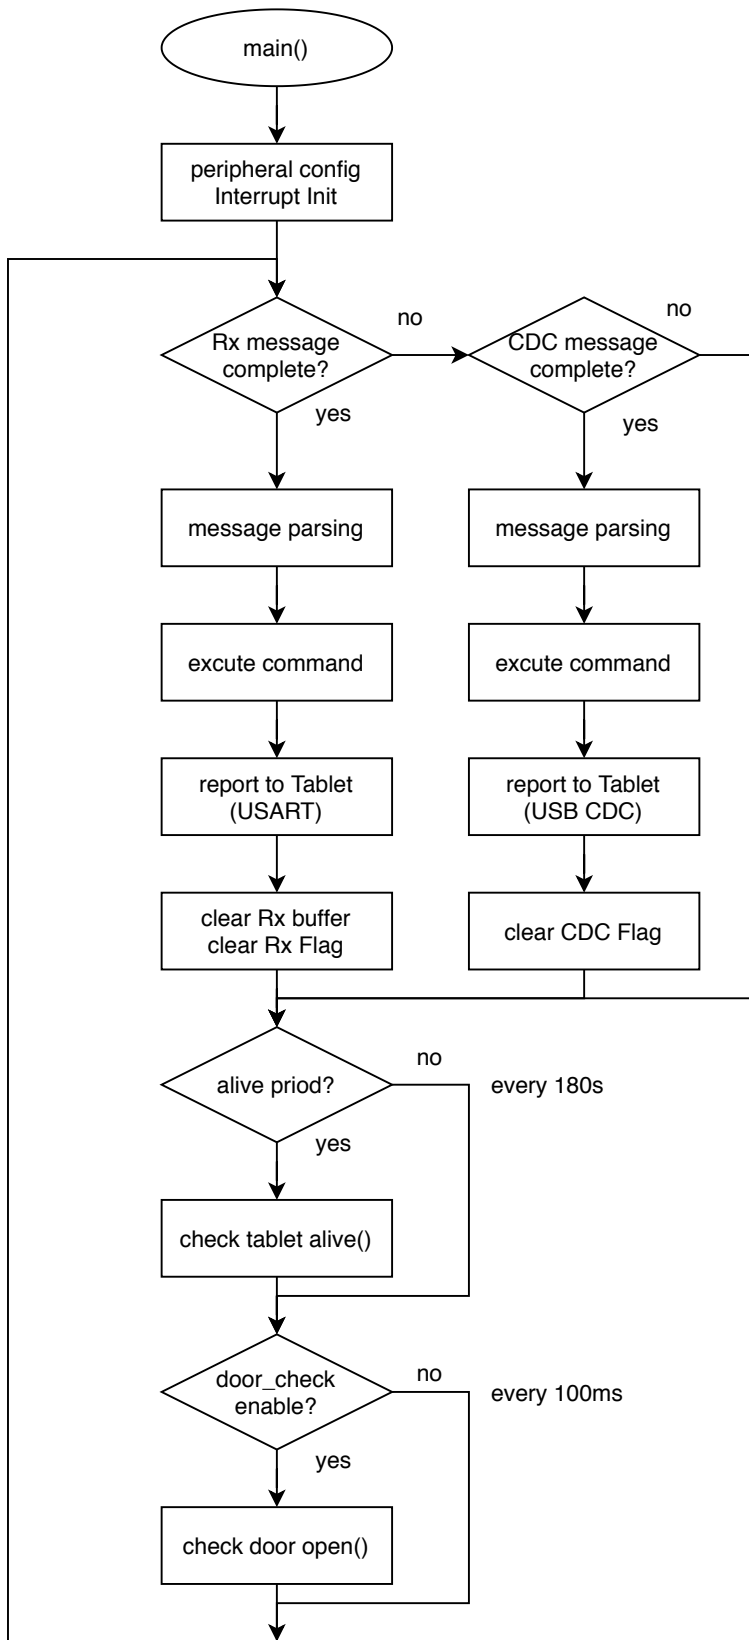 main()
peripheral config
Interrupt Init
Rx message
complete?
no
CDC message
complete?
no
yes
yes
message parsing
message parsing
excute command
excute command
report to Tablet
(USART)
report to Tablet
(USB CDC)
clear Rx buffer
clear Rx Flag
clear CDC Flag
alive priod?
no
every 180s
yes
check tablet alive()
door_check
enable?
no
every 100ms
yes
check door open()